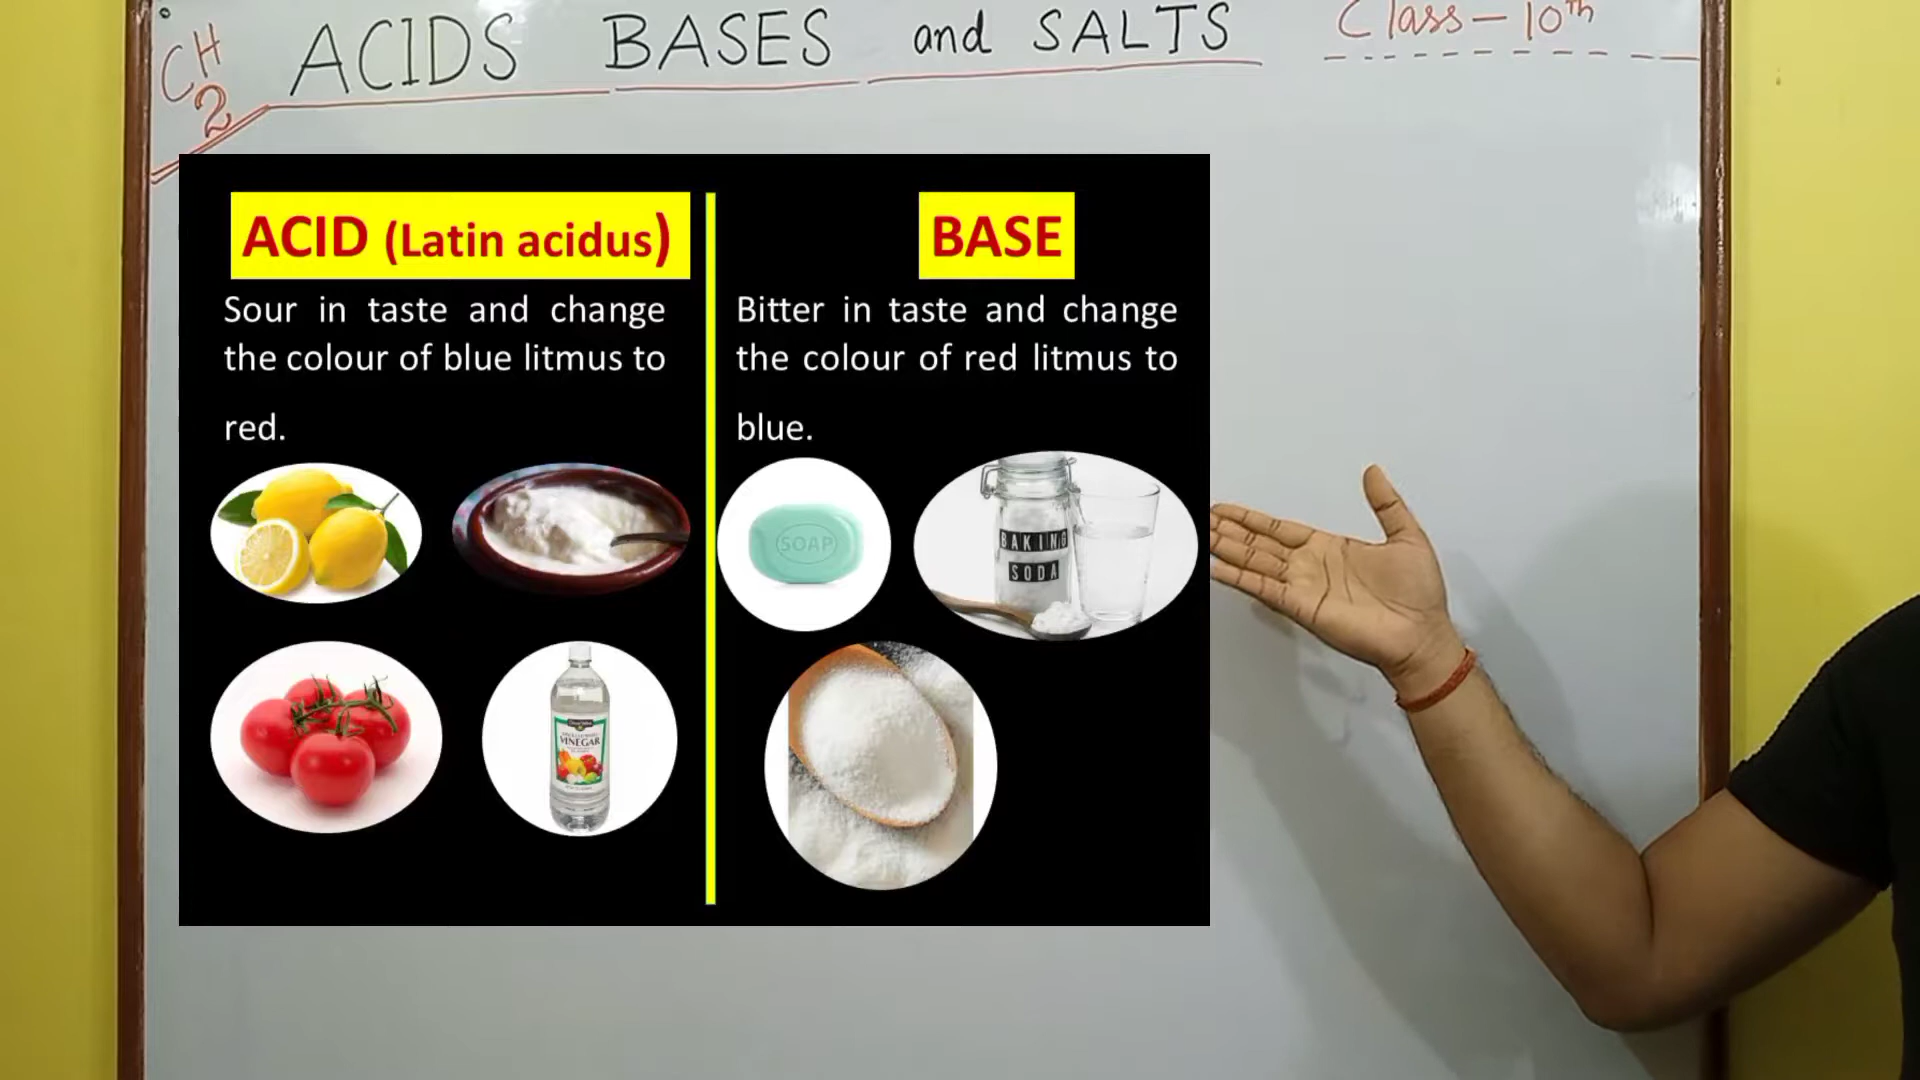 CH 2
ACIDS BASES and SALTS
Class - 10th
ACID (Latin acidus)
Sour in taste and change
the colour of blue litmus to
red.
BASE
Bitter in taste and change
the colour of red litmus to
blue.
SOAP
BAKING
SODA
VINEGAR